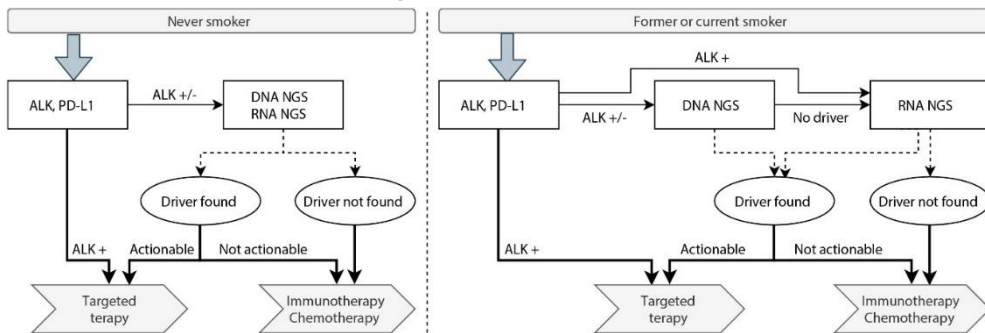 Never smoker
ALK, PD-L1
ALK +/-
DNA NGS
RNA NGS
Driver found
Driver not found
ALK +
Actionable
Not actionable
Targeted
terapy
Immunotherapy
Chemotherapy
Former or current smoker
ALK +
ALK, PD-L1
ALK +/-
DNA NGS
No driver
RNA NGS
Driver found
Driver not found
ALK +
Actionable
Not actionable
Targeted
terapy
Immunotherapy
Chemotherapy